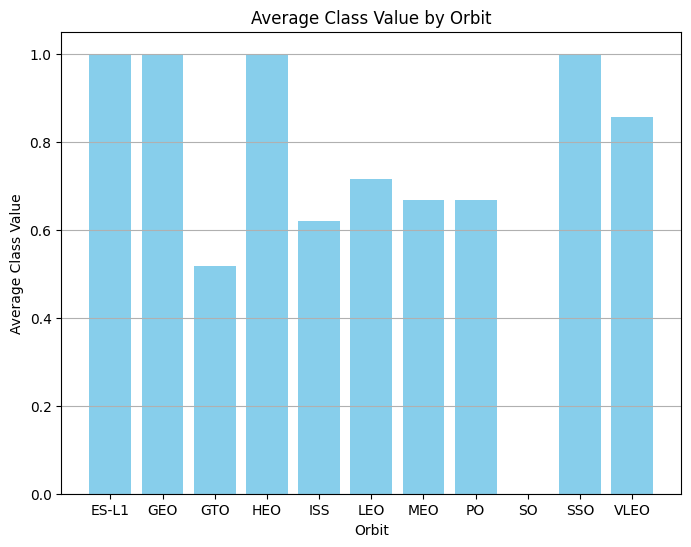 Average Class Value by Orbit
Average Class Value
1.0
0.8
0.6
0.4
0.2
0.0
ES-L1 GEO GTO HEO ISS LEO MEO PO SO SSO VLEO
Orbit